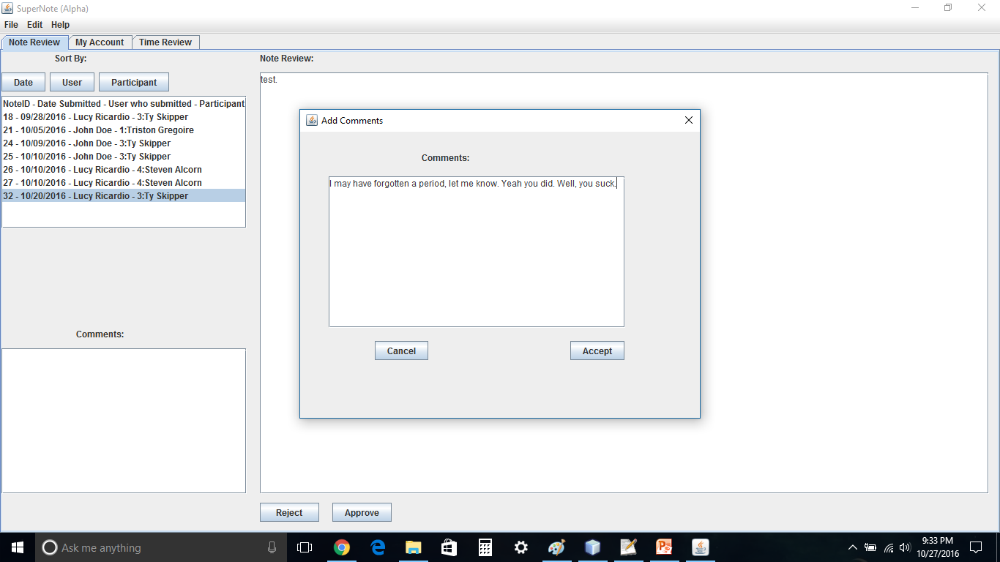 SuperNote (Alpha)
File Edit Help
Note Review My Account Time Review
Sort By:
Date User Participant
NoteID - Date Submitted - User who submitted - Participant
18 - 09/28/2016 - Lucy Ricardio - 3:Ty Skipper
21 - 10/05/2016 - John Doe - 1:Triston Gregoire
24 - 10/09/2016 - John Doe - 3:Ty Skipper
25 - 10/10/2016 - John Doe - 3:Ty Skipper
26 - 10/10/2016 - Lucy Ricardio - 4:Steven Alcorn
27 - 10/10/2016 - Lucy Ricardio - 4:Steven Alcorn
32 - 10/20/2016 - Lucy Ricardio - 3:Ty Skipper
Comments:
Note Review:
test.
Add Comments
Comments:
I may have forgotten a period, let me know. Yeah you did. Well, you suck.
Cancel Accept
Reject Approve
Ask me anything
9:33 PM
10/27/2016